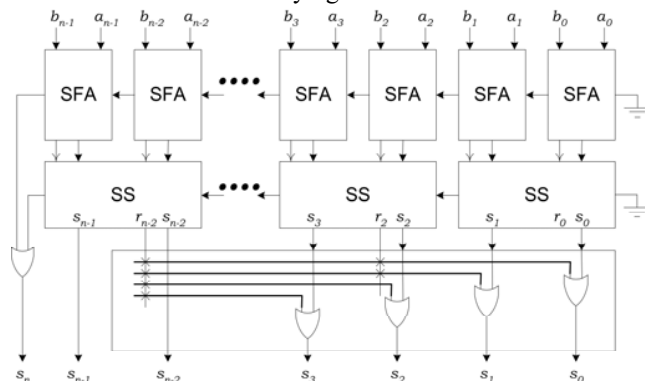 b_{n-1} a_{n-1} b_{n-2} a_{n-2} b_3 a_3 b_2 a_2 b_1 a_1 b_0 a_0
SFA SFA SFA SFA SFA SFA
SS SS SS
s_{n-1} r_{n-2} s_{n-2} s_3 r_2 s_2 s_1 r_0 s_0
s_n s_{n-1} s_{n-2} s_3 s_2 s_1 s_0